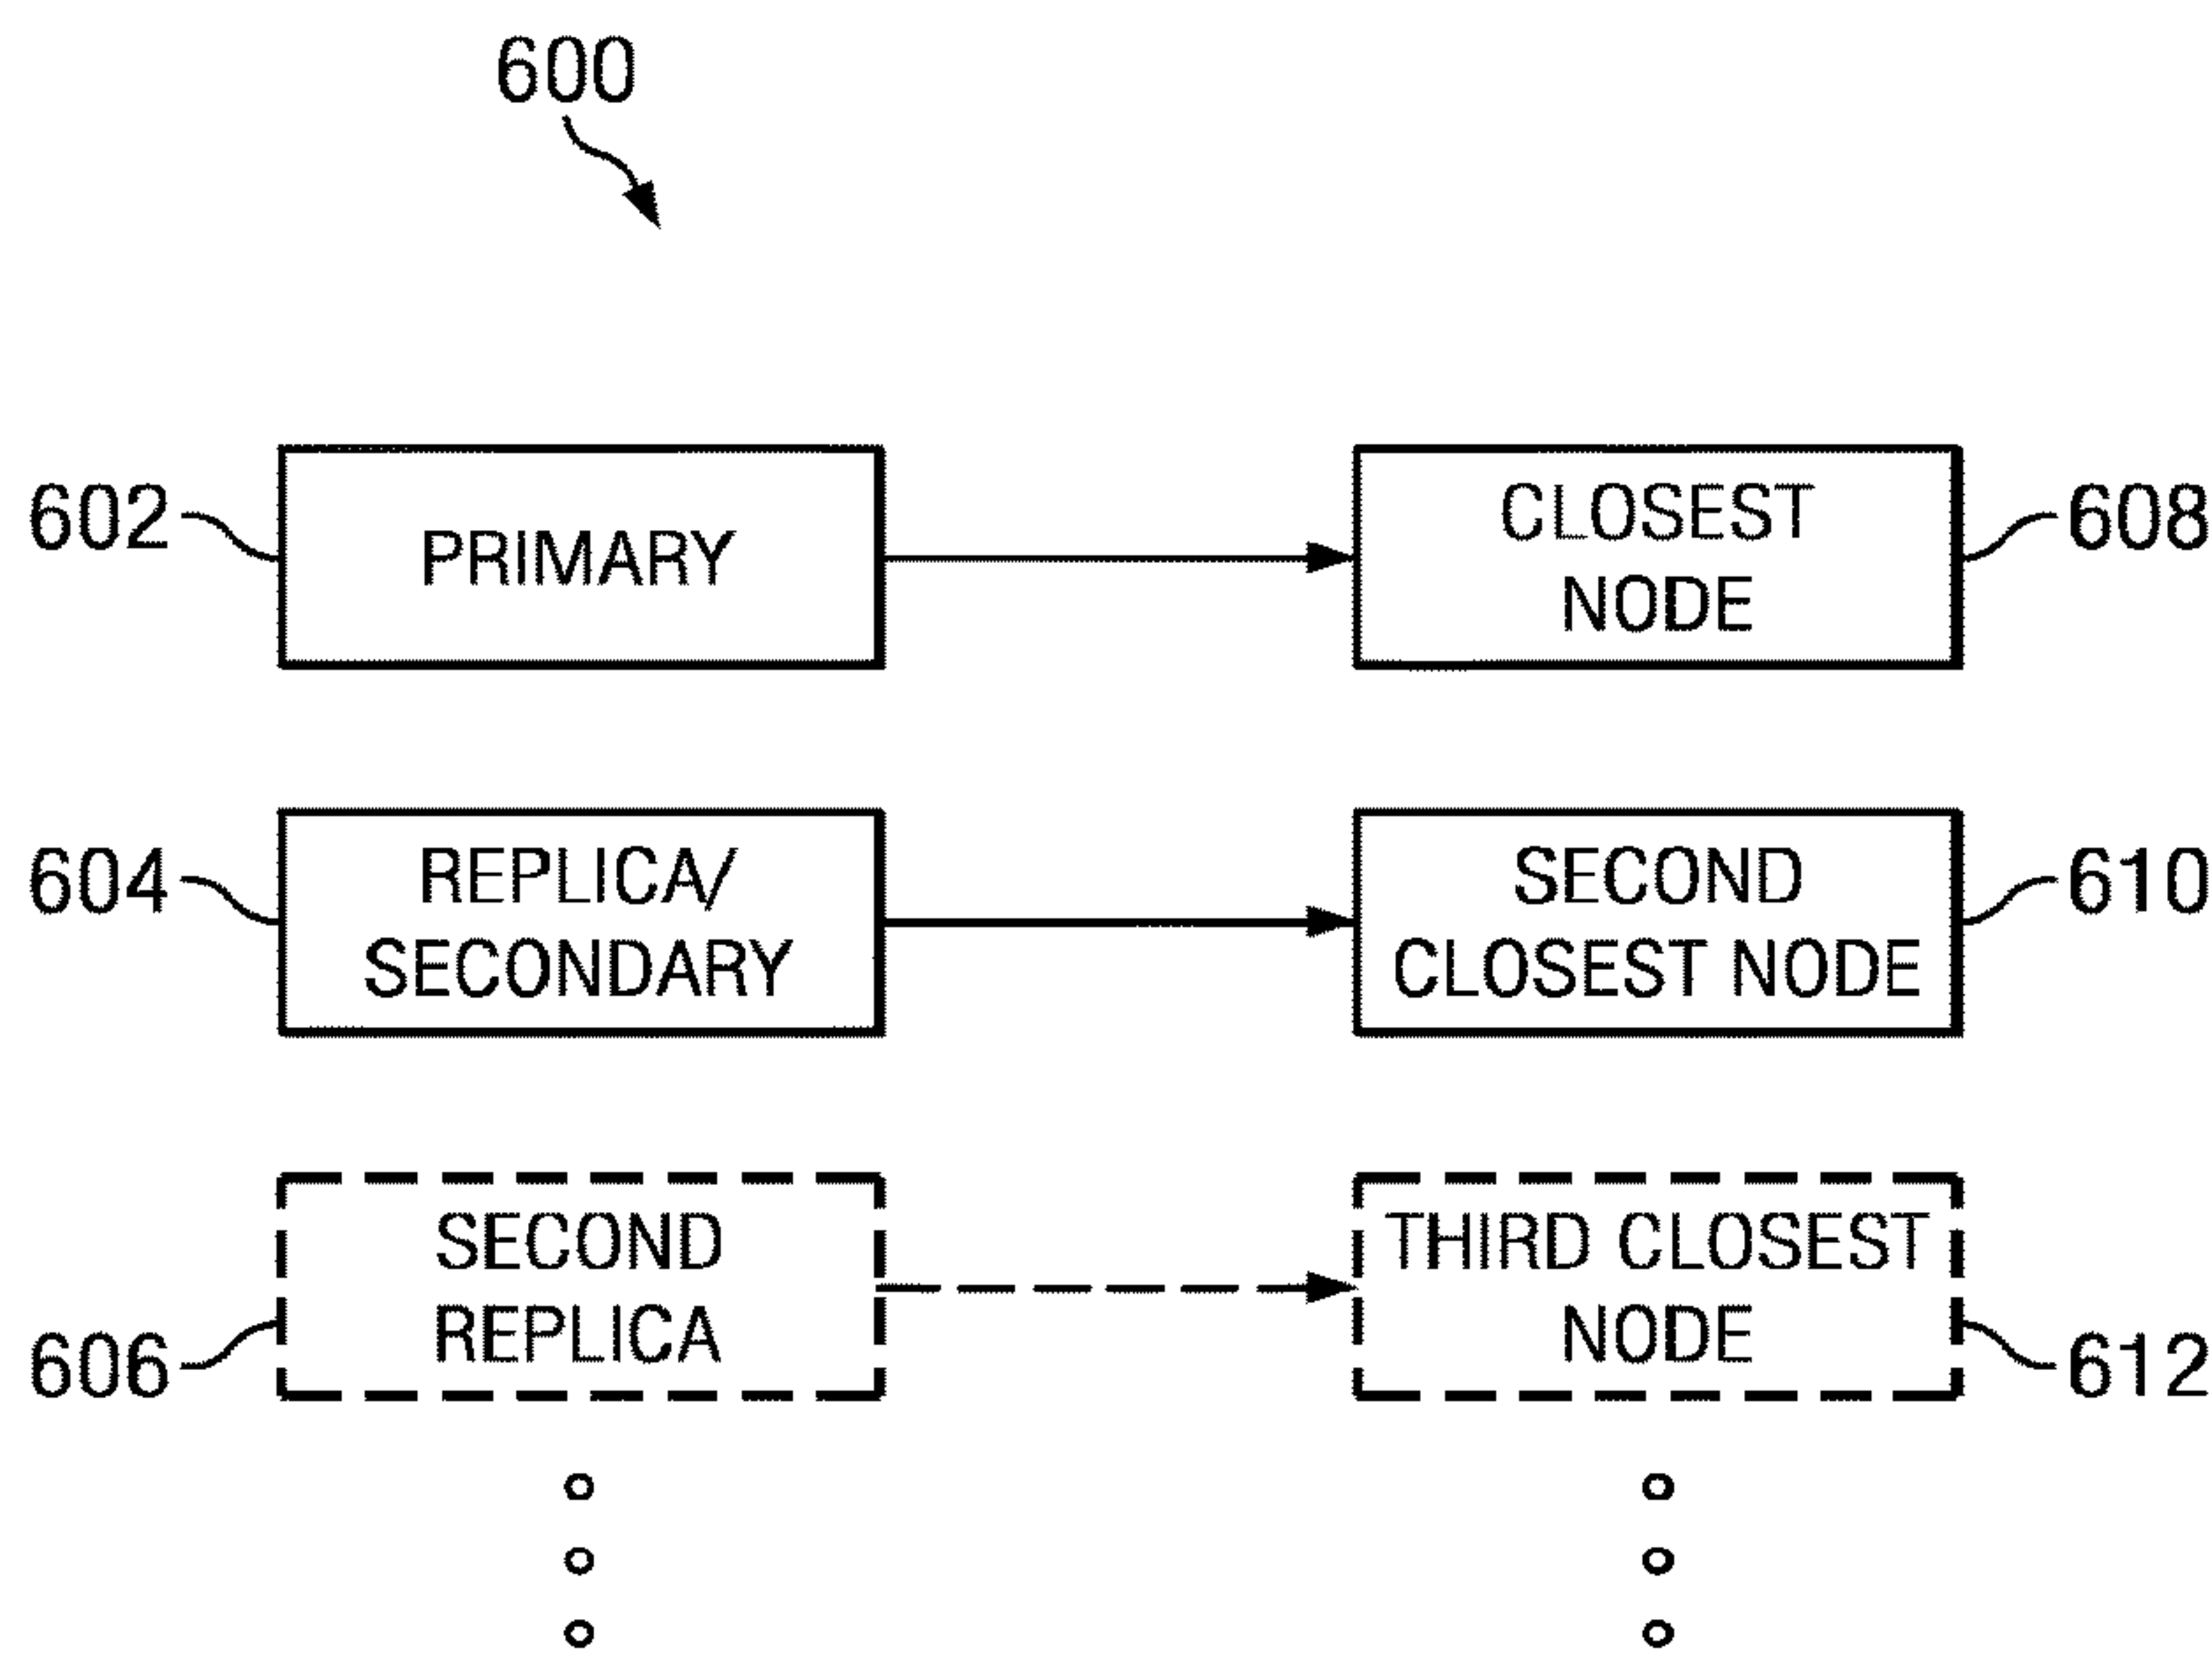 600
602
PRIMARY
CLOSEST
NODE
608
604
REPLICA/
SECONDARY
SECOND
CLOSEST NODE
610
606
SECOND
REPLICA
THIRD CLOSEST
NODE
612